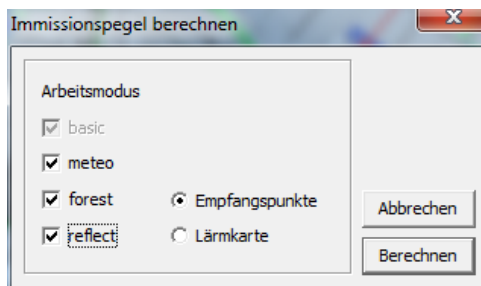 Immissionspegel berechnen
Arbeitsmodus
basic
meteo
forest
Empfangspunkte
reflect
Lärmkarte
Abbrechen
Berechnen